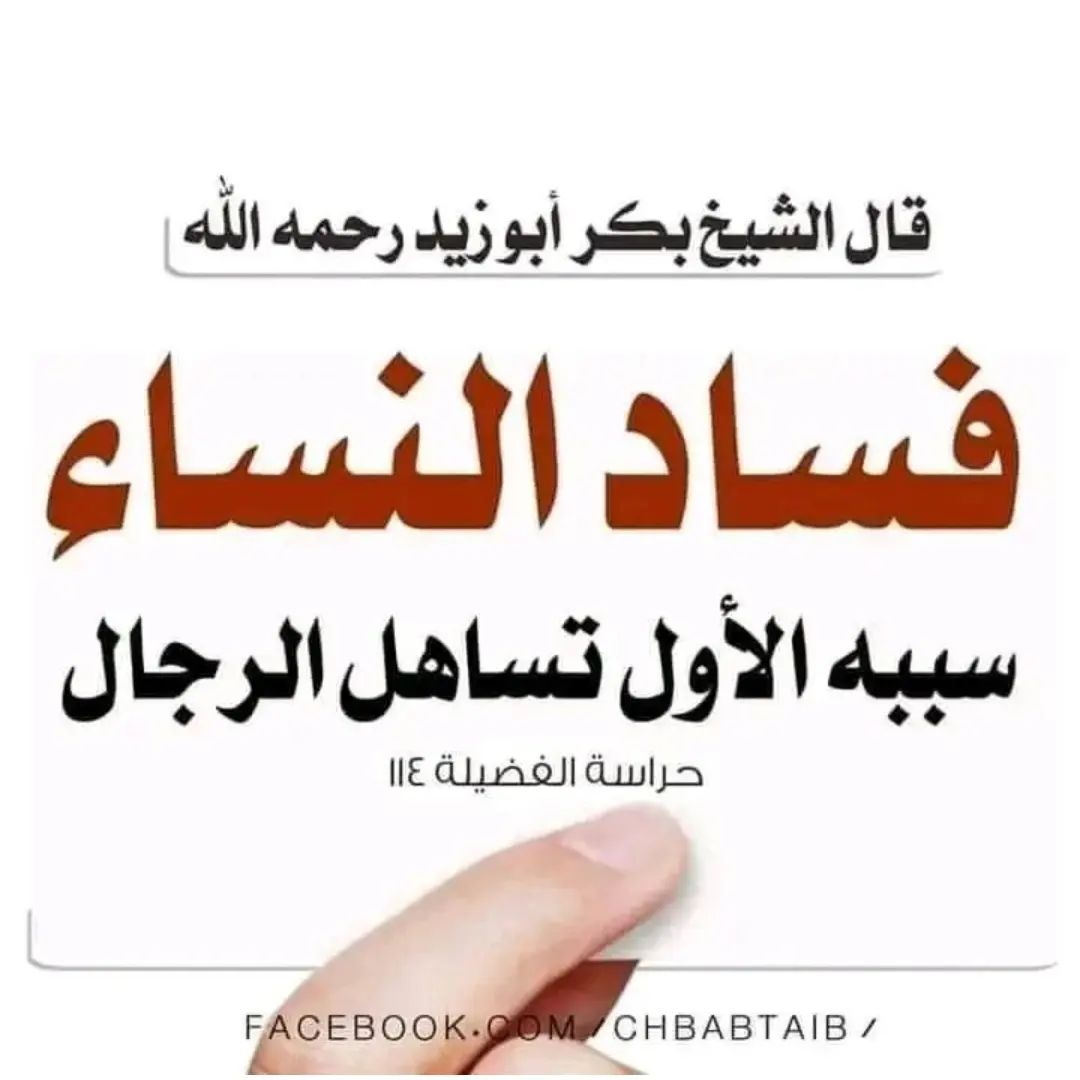 قال الشيخ بكر أبو زيد رحمه الله
فساد النساء
سببه الأول تساهل الرجال
حراسة الفضيلة ١١٤
FACEBOOK.COM/CHBABTAIB/